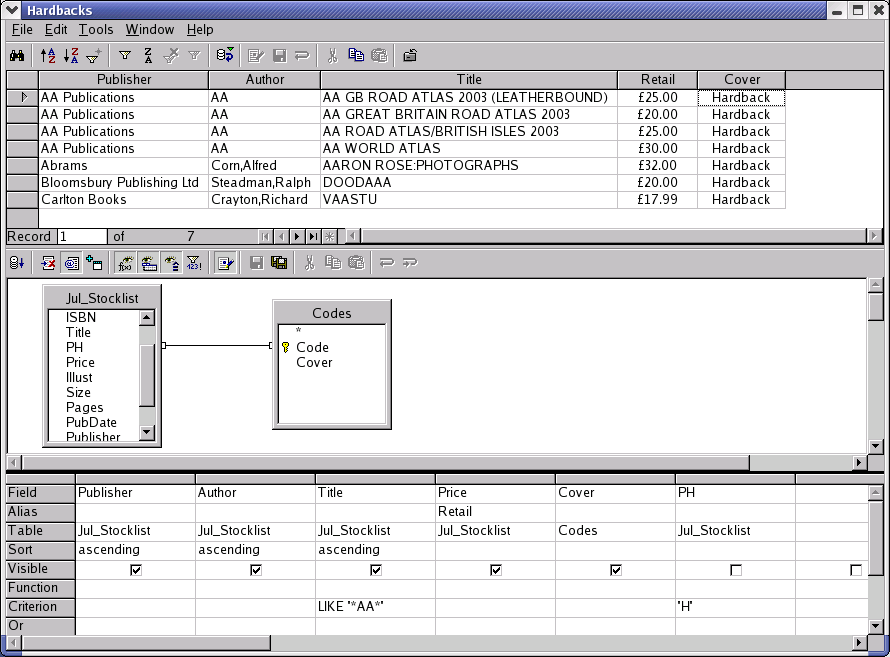 Hardbacks
File Edit Tools Window Help
Publisher Author Title Retail Cover
AA Publications AA AA GB ROAD ATLAS 2003 (LEATHERBOUND) £25.00 Hardback
AA Publications AA AA GREAT BRITAIN ROAD ATLAS 2003 £20.00 Hardback
AA Publications AA AA ROAD ATLAS/BRITISH ISLES 2003 £25.00 Hardback
AA Publications AA AA WORLD ATLAS £30.00 Hardback
Abrams Corn,Alfred AARON ROSE:PHOTOGRAPHS £32.00 Hardback
Bloomsbury Publishing Ltd Steadman,Ralph DOODAAA £20.00 Hardback
Carlton Books Crayton,Richard VAASTU £17.99 Hardback
Record 1 of 7
Jul_Stocklist
ISBN
Title
PH
Price
Illust
Size
Pages
PubDate
Publisher
Codes
*
Code
Cover
Field Publisher Author Title Price Cover PH
Alias Retail
Table Jul_Stocklist Jul_Stocklist Jul_Stocklist Jul_Stocklist Codes Jul_Stocklist
Sort ascending ascending ascending
Visible
Function
Criterion LIKE '*AA*' 'H'
Or